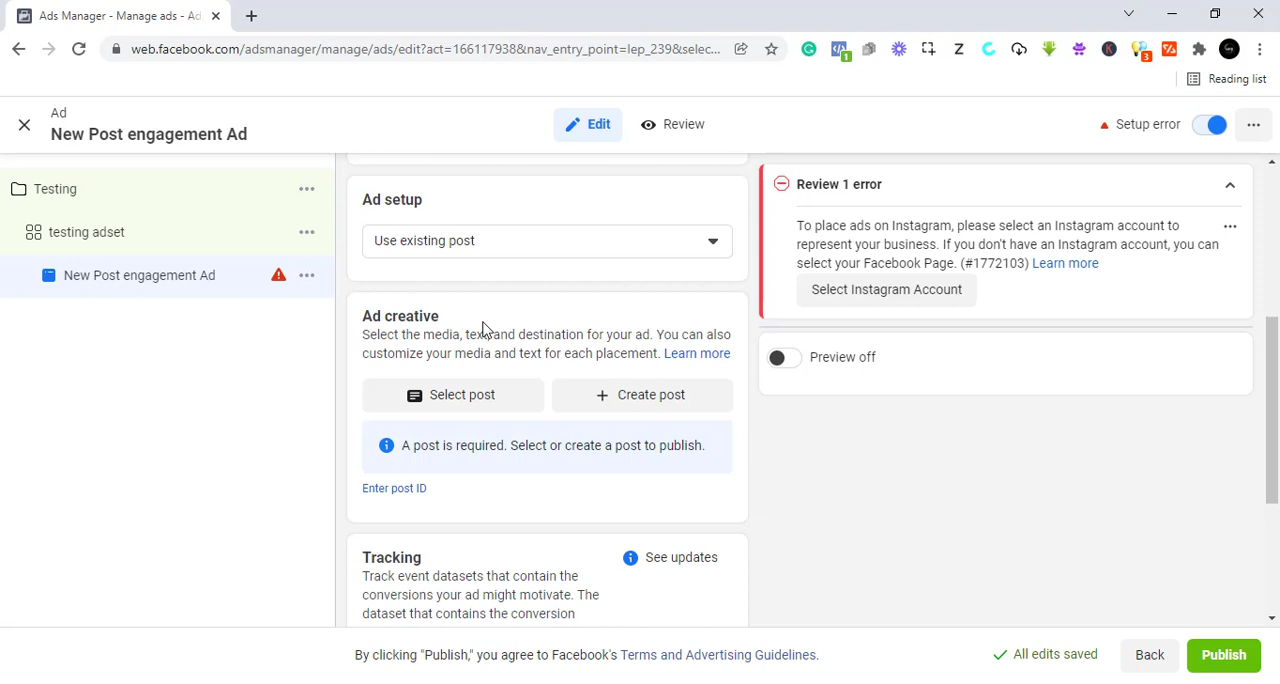 Ads Manager - Manage ads - Ad
web.facebook.com/adsmanager/manage/ads/edit?act=166117938&nav_entry_point=lep_239&selec...
1
Z
K
3
Reading list
Ad
New Post engagement Ad
Edit
Review
Setup error
Testing
testing adset
New Post engagement Ad
Ad setup
Use existing post
Ad creative
Select the media, text and destination for your ad. You can also
customize your media and text for each placement. Learn more
Select post
Create post
A post is required. Select or create a post to publish.
Enter post ID
Tracking
See updates
Track event datasets that contain the
conversions your ad might motivate. The
dataset that contains the conversion
Review 1 error
To place ads on Instagram, please select an Instagram account to
represent your business. If you don't have an Instagram account, you can
select your Facebook Page. (#1772103) Learn more
Select Instagram Account
Preview off
By clicking "Publish," you agree to Facebook's Terms and Advertising Guidelines.
All edits saved
Back
Publish